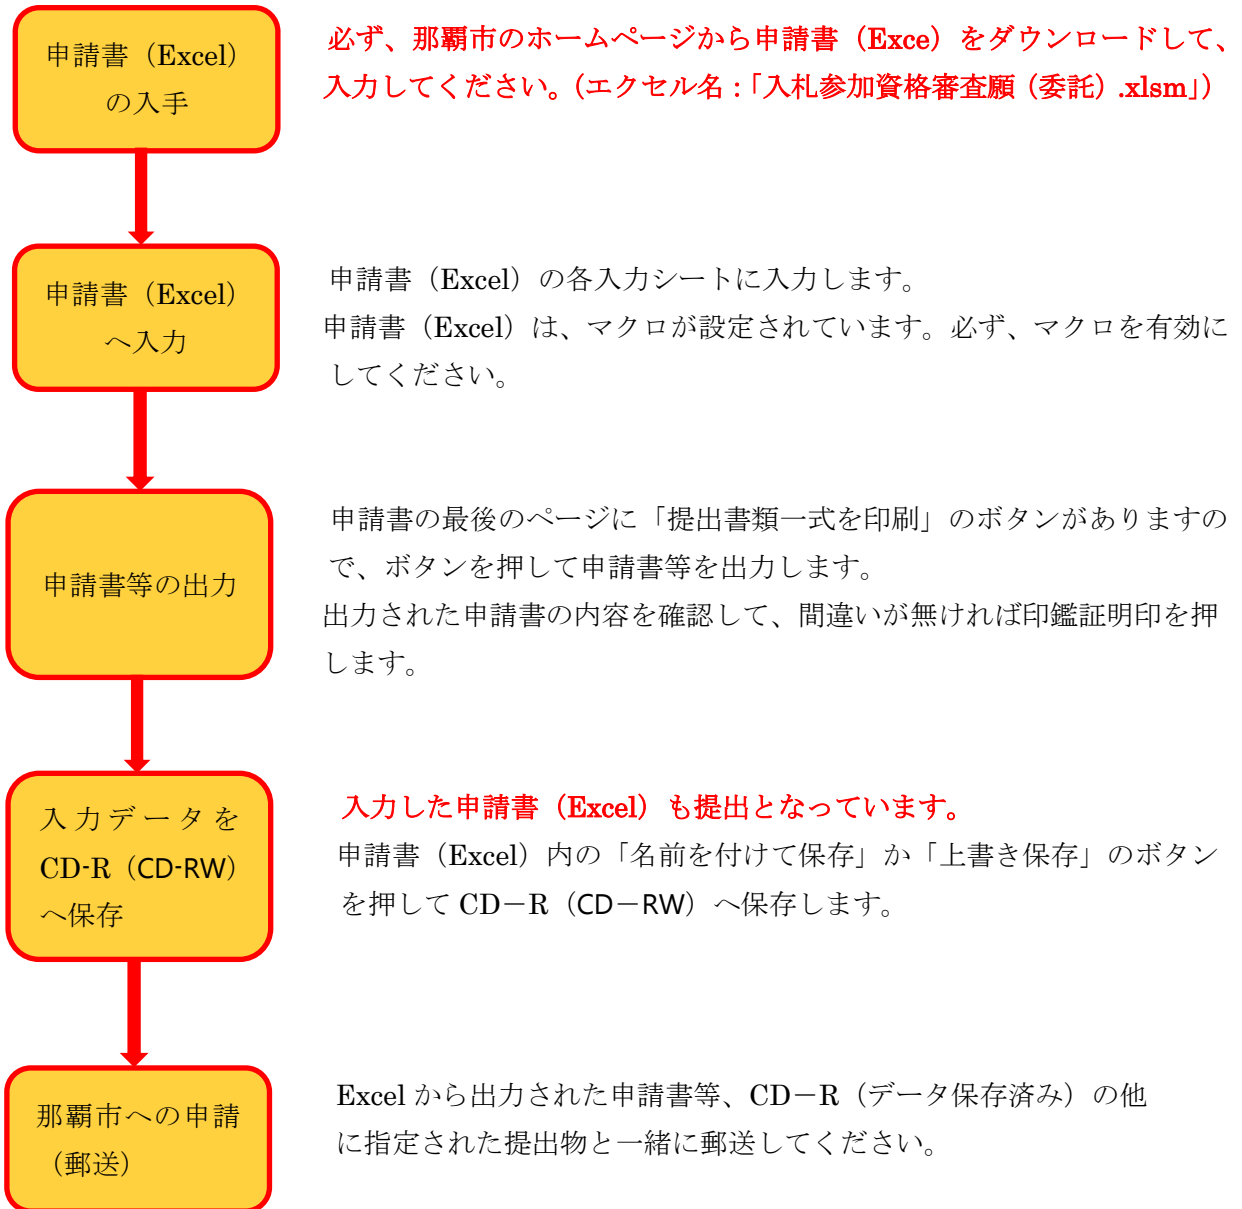 申請書（Excel）
の入手
必ず、那覇市のホームページから申請書（Exce）をダウンロードして、
入力してください。（エクセル名：「入札参加資格審査願（委託）.xlsm」）
申請書（Excel）
へ入力
申請書（Excel）の各入力シートに入力します。
申請書（Excel）は、マクロが設定されています。必ず、マクロを有効に
してください。
申請書等の出力
申請書の最後のページに「提出書類一式を印刷」のボタンがありますの
で、ボタンを押して申請書等を出力します。
出力された申請書の内容を確認して、間違いが無ければ印鑑証明印を押
します。
入力データを
CD-R（CD-RW）
へ保存
入力した申請書（Excel）も提出となっています。
申請書（Excel）内の「名前を付けて保存」か「上書き保存」のボタン
を押して CD－R（CD－RW）へ保存します。
那覇市への申請
（郵送）
Excel から出力された申請書等、CD－R（データ保存済み）の他
に指定された提出物と一緒に郵送してください。